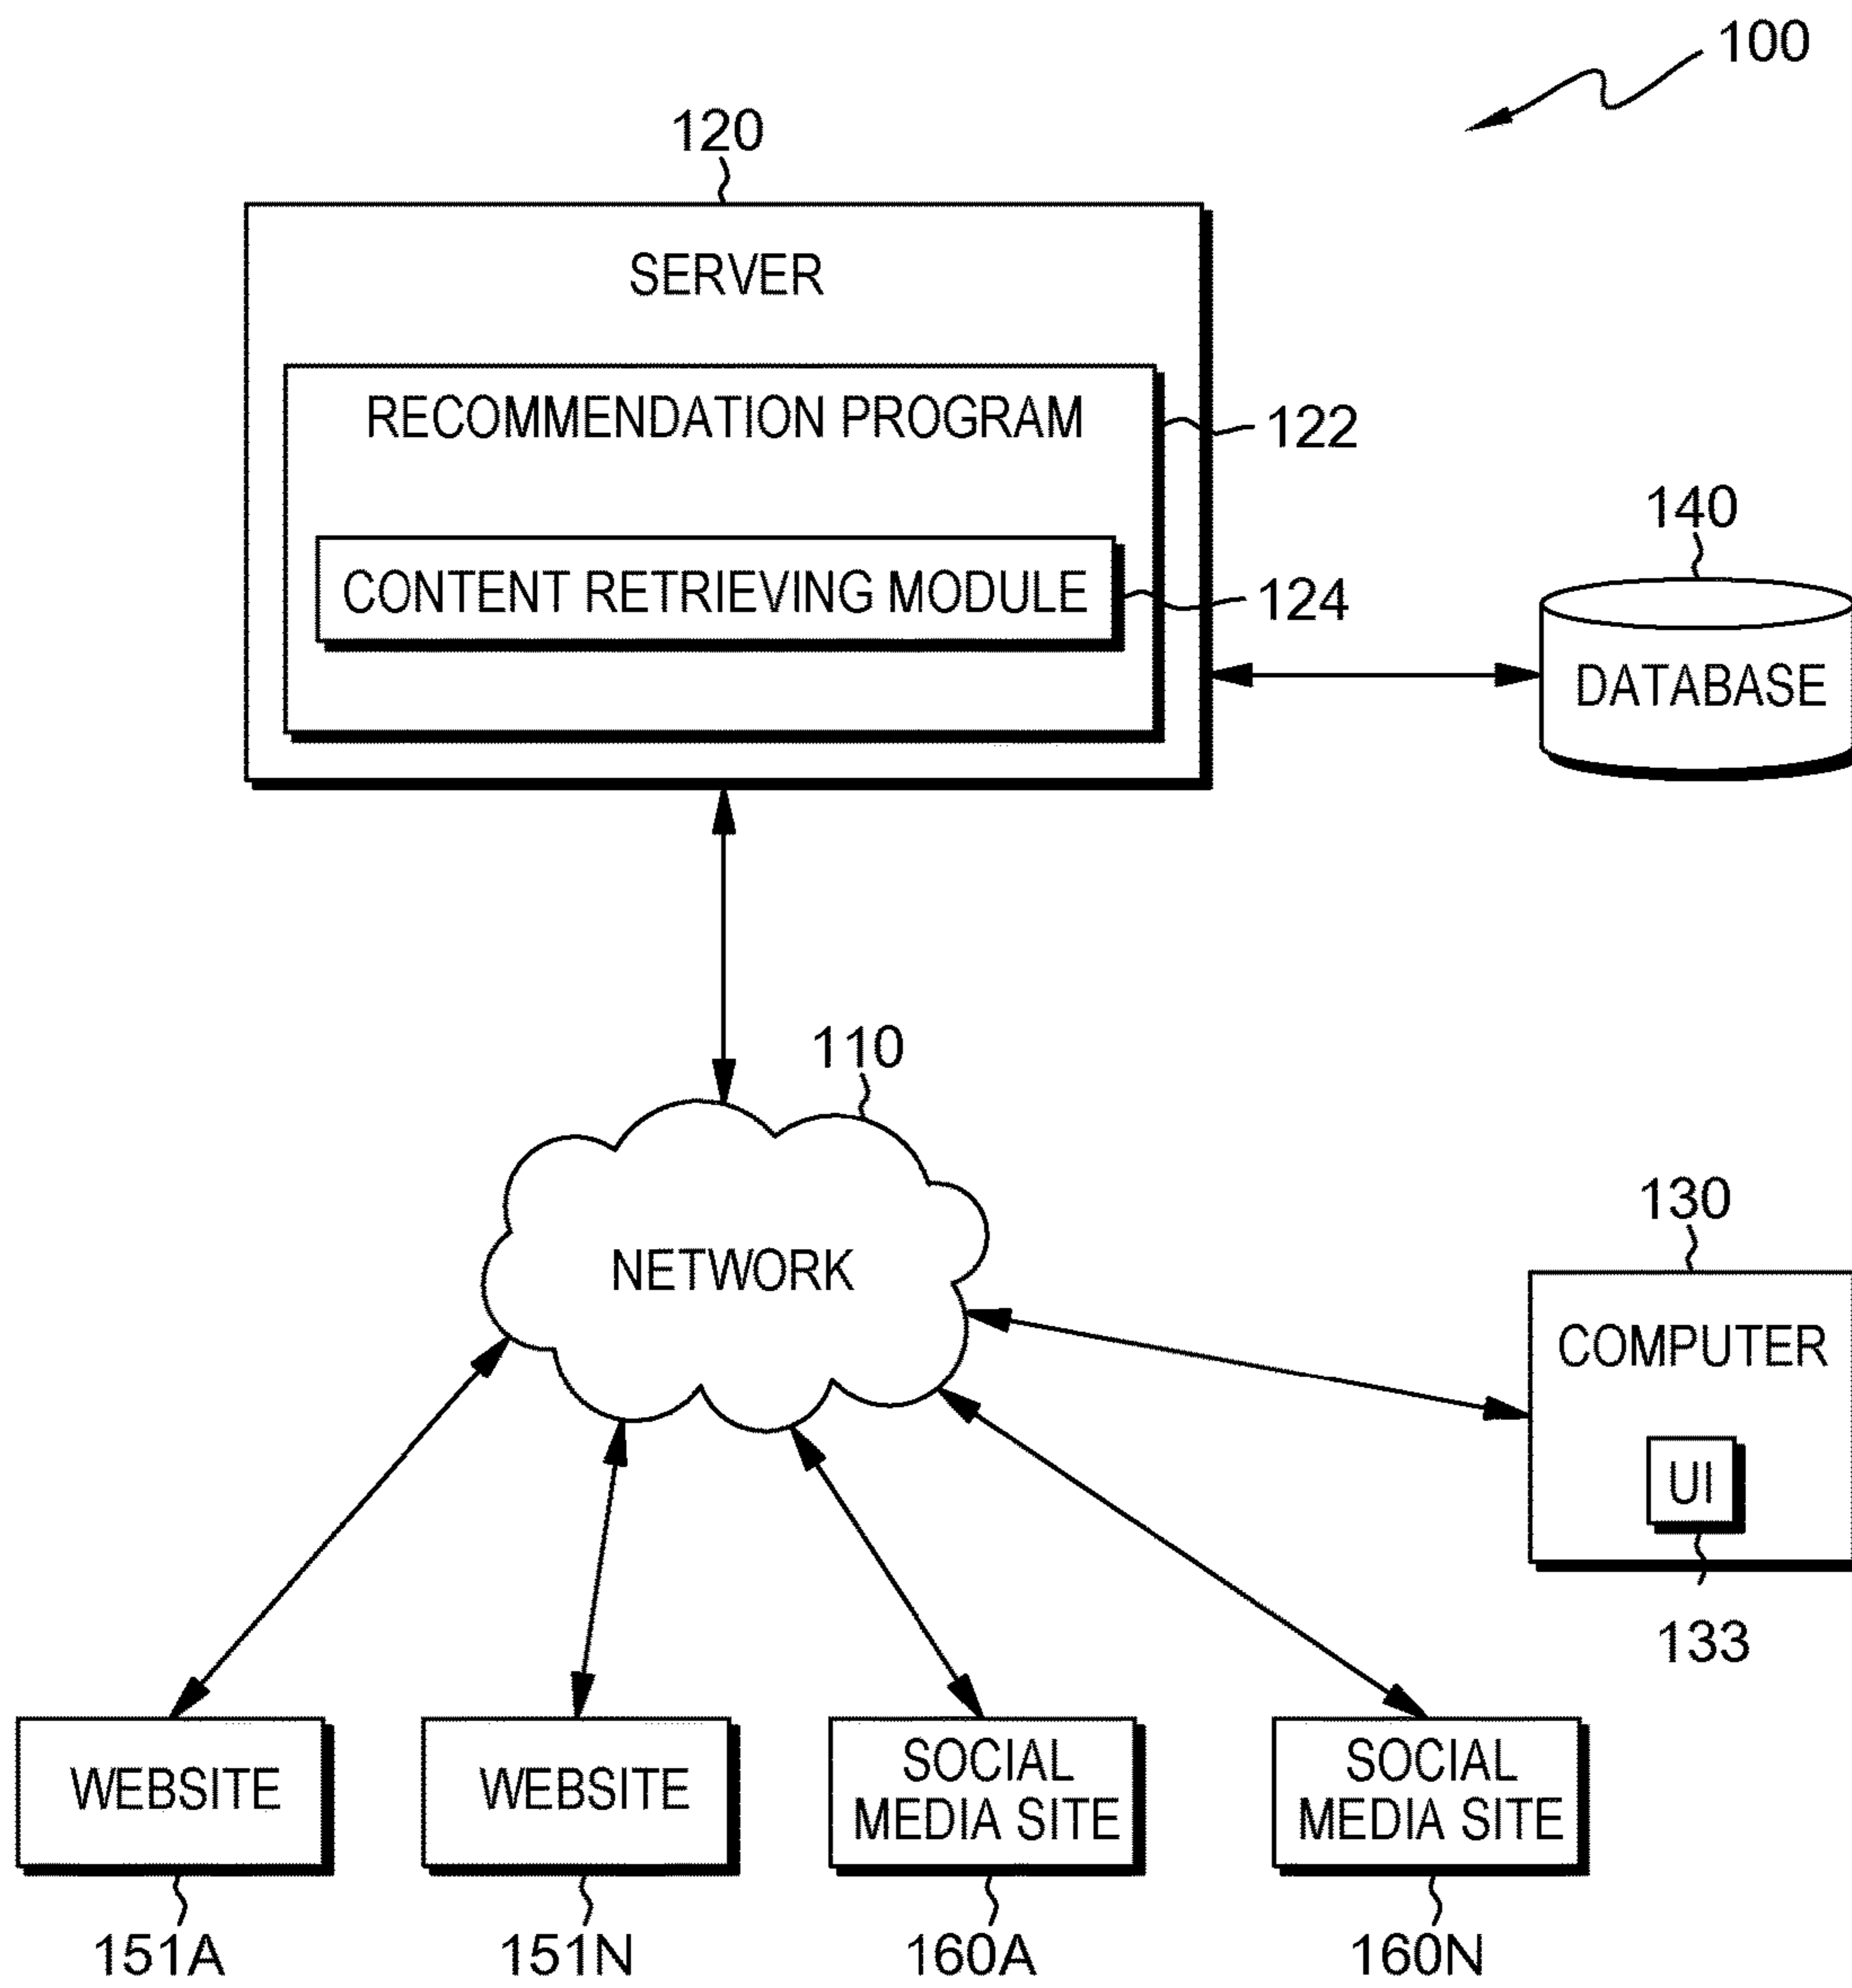 100
120
SERVER
RECOMMENDATION PROGRAM
122
140
CONTENT RETRIEVING MODULE
124
DATABASE
110
NETWORK
130
COMPUTER
UI
133
WEBSITE
WEBSITE
SOCIAL
MEDIA SITE
SOCIAL
MEDIA SITE
151A
151N
160A
160N